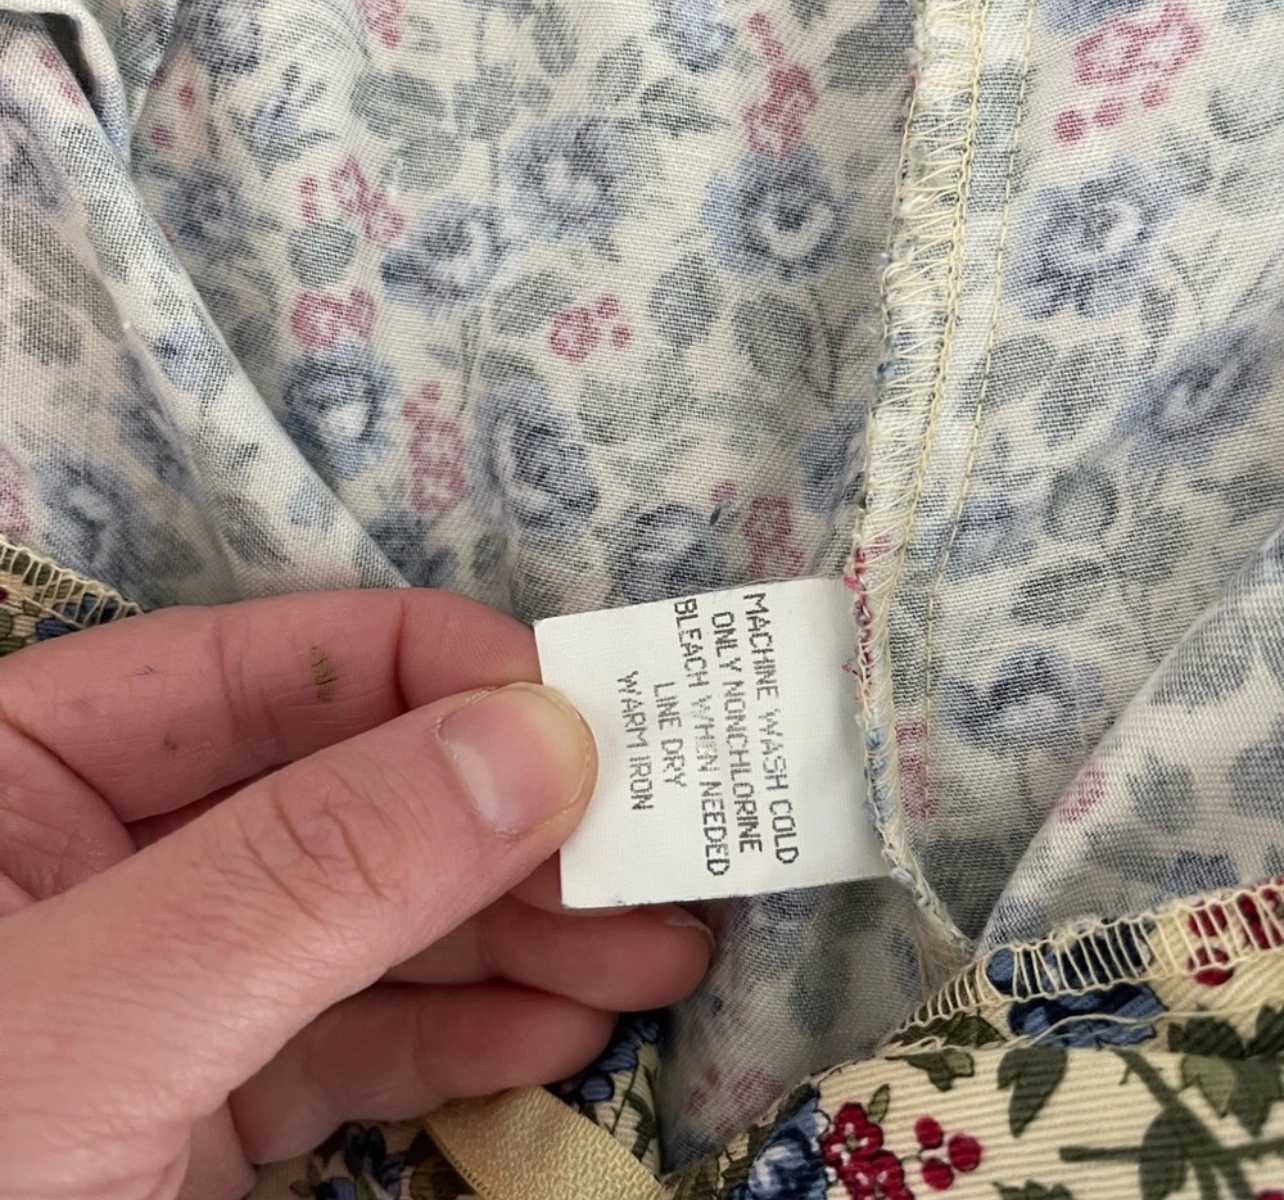 MACHINE WASH COLD
ONLY NONCHLORINE
BLEACH WHEN NEEDED
LINE DRY
WARM IRON